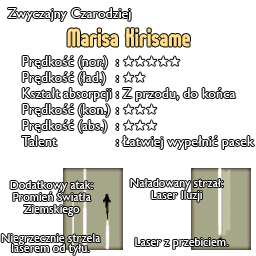 Zwyczajny Czarodziej
Marisa Kirisame
Prędkość (nor.) : ☆☆☆☆☆
Prędkość (ład.) : ☆☆
Kształt absorpcji : Z przodu, do końca
Prędkość (kon.) : ☆☆☆
Prędkość (abs.) : ☆☆☆
Talent : Łatwiej wypełnić pasek
Dodatkowy atak:
Promień Światła
Ziemskiego
Niegrzecznie strzela
laserem od tyłu.
Naładowany strzał:
Laser Iluzji
Laser z przebiciem.